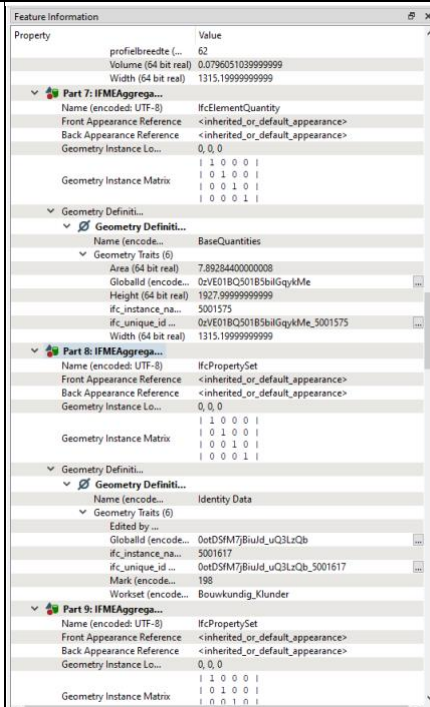 Feature Information
Property Value
profielbreedte (... 62
Volume (64 bit real) 0.0796051039999999
Width (64 bit real) 1315.19999999999
Part 7: IFMEAggrega...
Name (encoded: UTF-8) IfcElementQuantity
Front Appearance Reference <inherited_or_default_appearance>
Back Appearance Reference <inherited_or_default_appearance>
Geometry Instance Lo... 0, 0, 0
| 1 0 0 0 |
| 0 1 0 0 |
Geometry Instance Matrix
| 0 0 1 0 |
| 0 0 0 1 |
Geometry Definiti...
Geometry Definiti...
Name (encode... BaseQuantities
Geometry Traits (6)
Area (64 bit real) 7.89284400000008
GlobalId (encode... 0zVE01BQ501B5bilGqykMe ...
Height (64 bit real) 1927.99999999999
ifc_instance_na... 5001575
ifc_unique_id ... 0zVE01BQ501B5bilGqykMe_5001575 ...
Width (64 bit real) 1315.19999999999
Part 8: IFMEAggrega...
Name (encoded: UTF-8) IfcPropertySet
Front Appearance Reference <inherited_or_default_appearance>
Back Appearance Reference <inherited_or_default_appearance>
Geometry Instance Lo... 0, 0, 0
| 1 0 0 0 |
| 0 1 0 0 |
Geometry Instance Matrix
| 0 0 1 0 |
| 0 0 0 1 |
Geometry Definiti...
Geometry Definiti...
Name (encode... Identity Data
Geometry Traits (6)
Edited by ...
GlobalId (encode... 0otDSfM7jBiuJd_uQ3LzQb ...
ifc_instance_na... 5001617
ifc_unique_id ... 0otDSfM7jBiuJd_uQ3LzQb_5001617 ...
Mark (encode... 198
Workset (encode... Bouwkundig_Klunder
Part 9: IFMEAggrega...
Name (encoded: UTF-8) IfcPropertySet
Front Appearance Reference <inherited_or_default_appearance>
Back Appearance Reference <inherited_or_default_appearance>
Geometry Instance Lo... 0, 0, 0
| 1 0 0 0 |
| 0 1 0 0 |
Geometry Instance Matrix
| 0 0 1 0 |